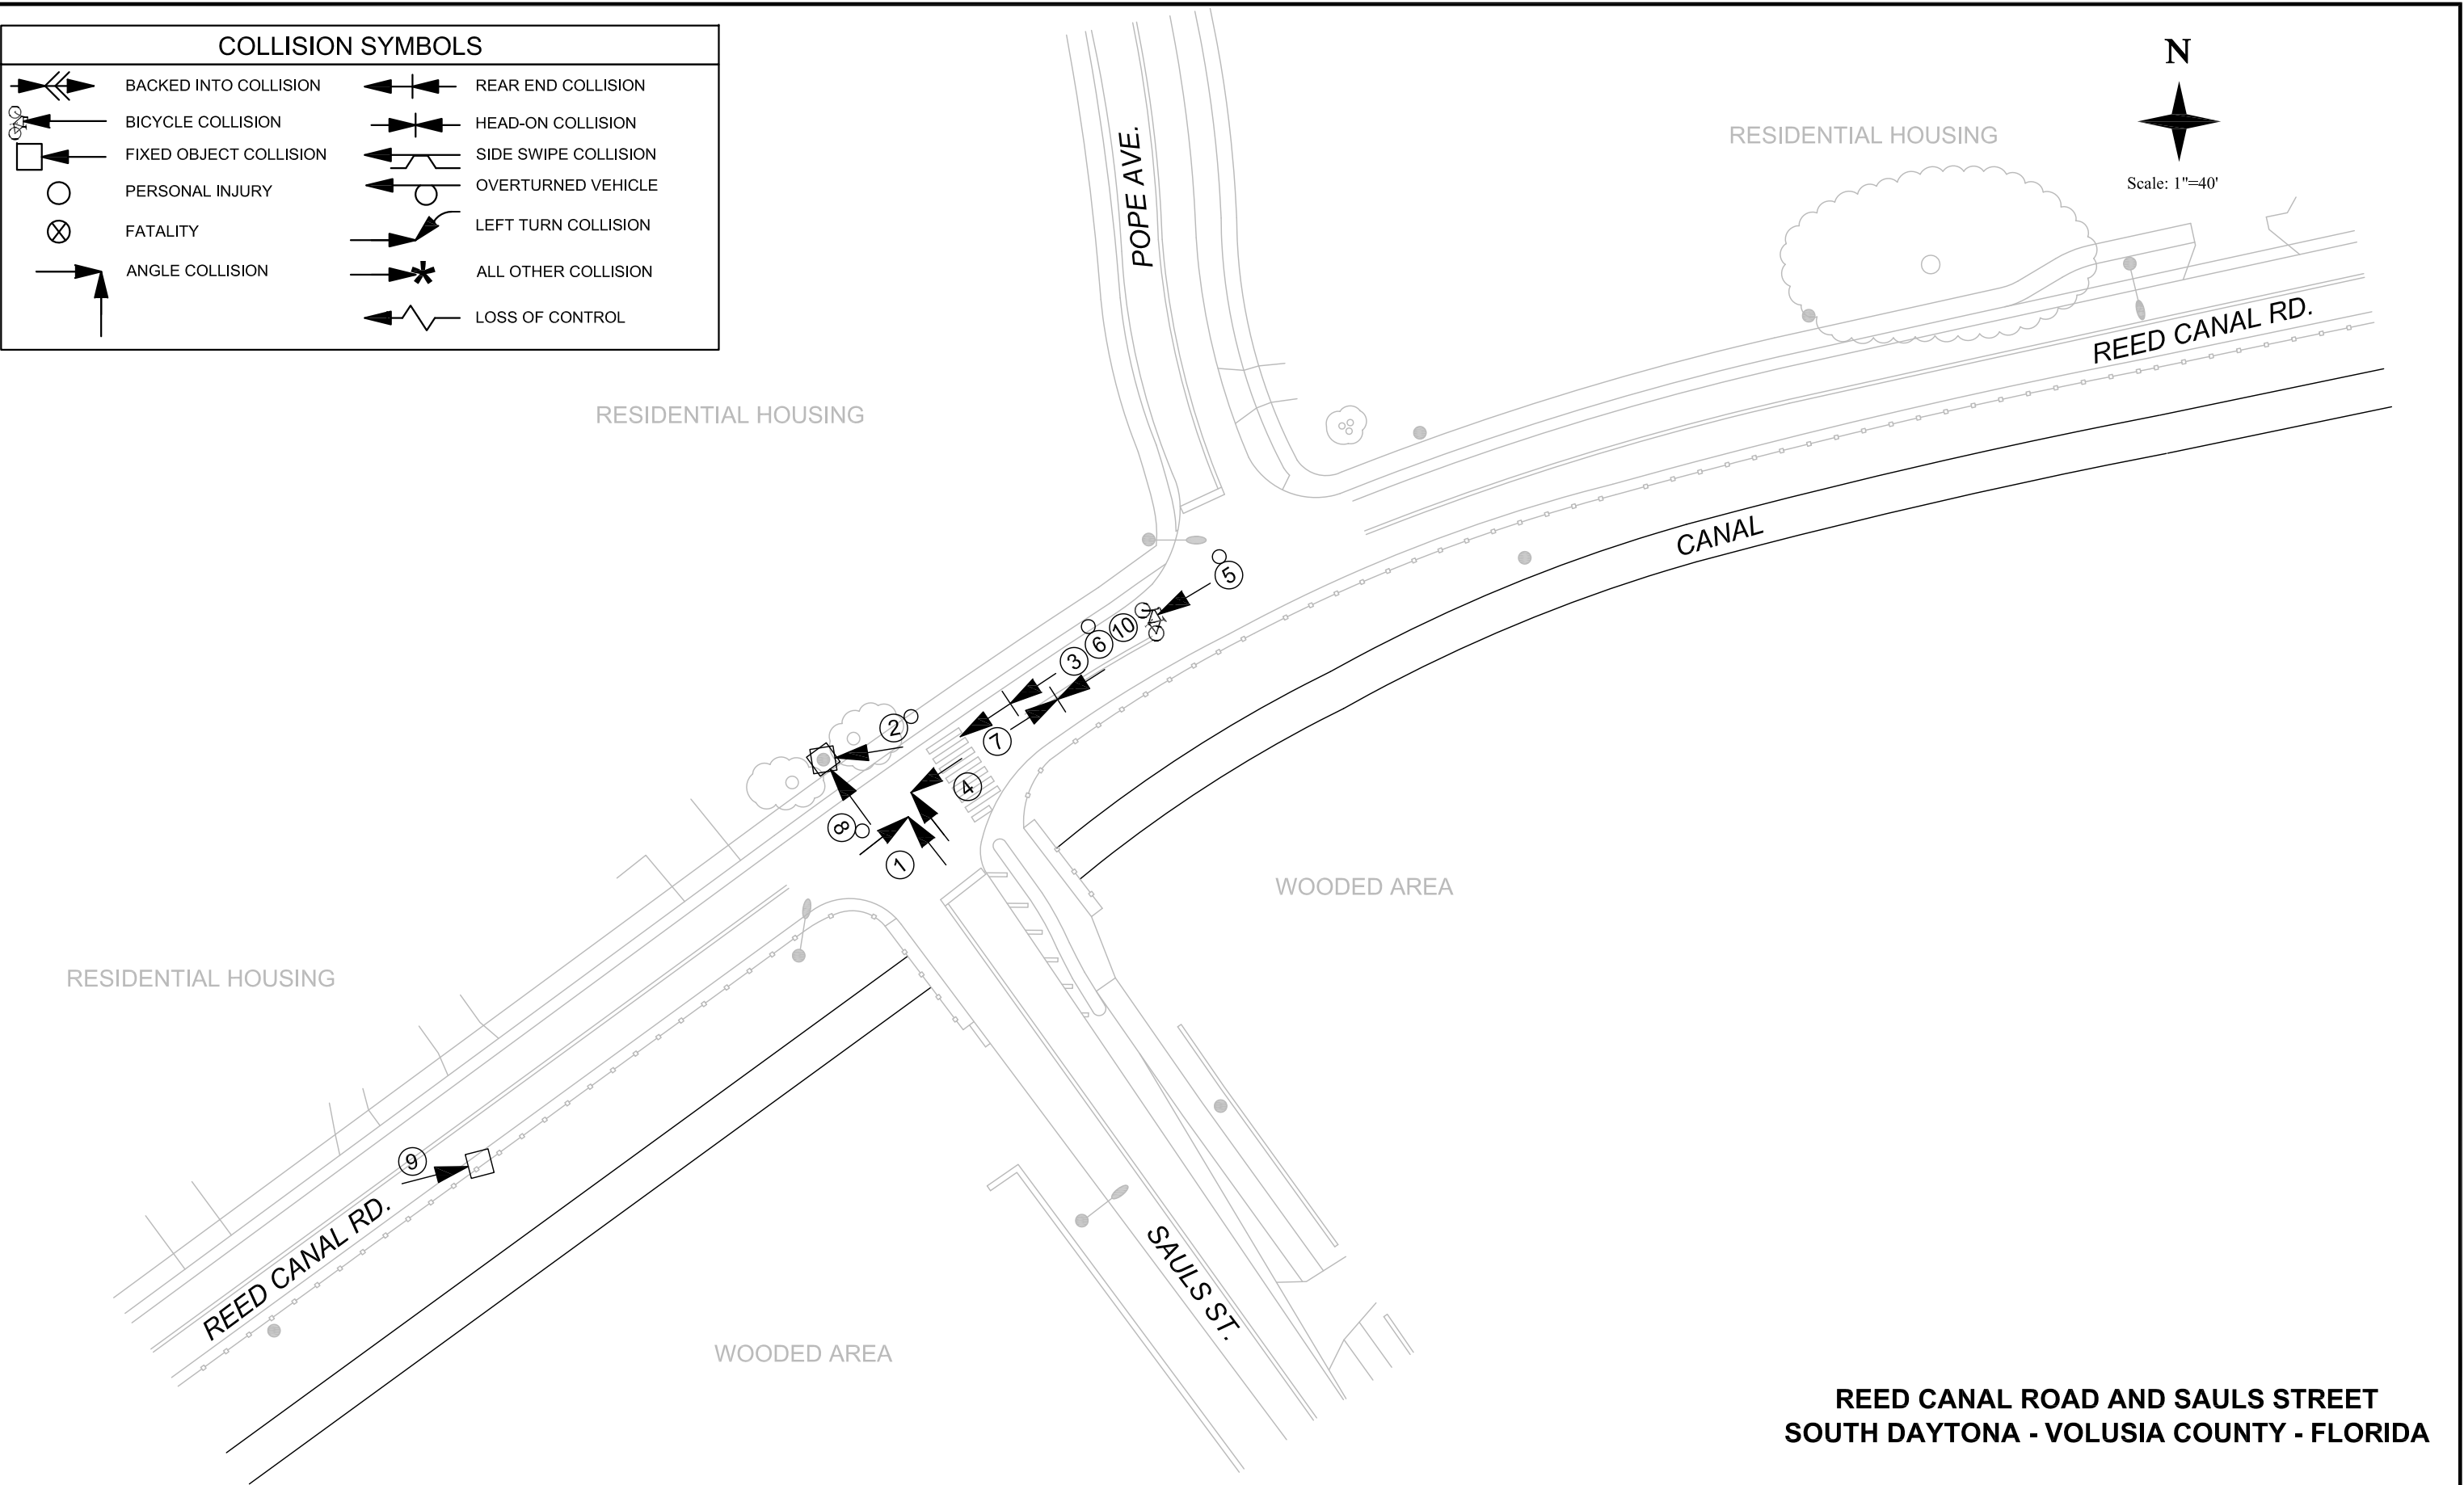 COLLISION SYMBOLS
BACKED INTO COLLISION
REAR END COLLISION
BICYCLE COLLISION
HEAD-ON COLLISION
FIXED OBJECT COLLISION
SIDE SWIPE COLLISION
PERSONAL INJURY
OVERTURNED VEHICLE
FATALITY
LEFT TURN COLLISION
ANGLE COLLISION
ALL OTHER COLLISION
LOSS OF CONTROL
N
Scale: 1"=40'
RESIDENTIAL HOUSING
POPE AVE.
REED CANAL RD.
RESIDENTIAL HOUSING
CANAL
5
10
6
3
2
7
4
8
1
WOODED AREA
RESIDENTIAL HOUSING
9
REED CANAL RD.
SAULS ST.
WOODED AREA
REED CANAL ROAD AND SAULS STREET
SOUTH DAYTONA - VOLUSIA COUNTY - FLORIDA